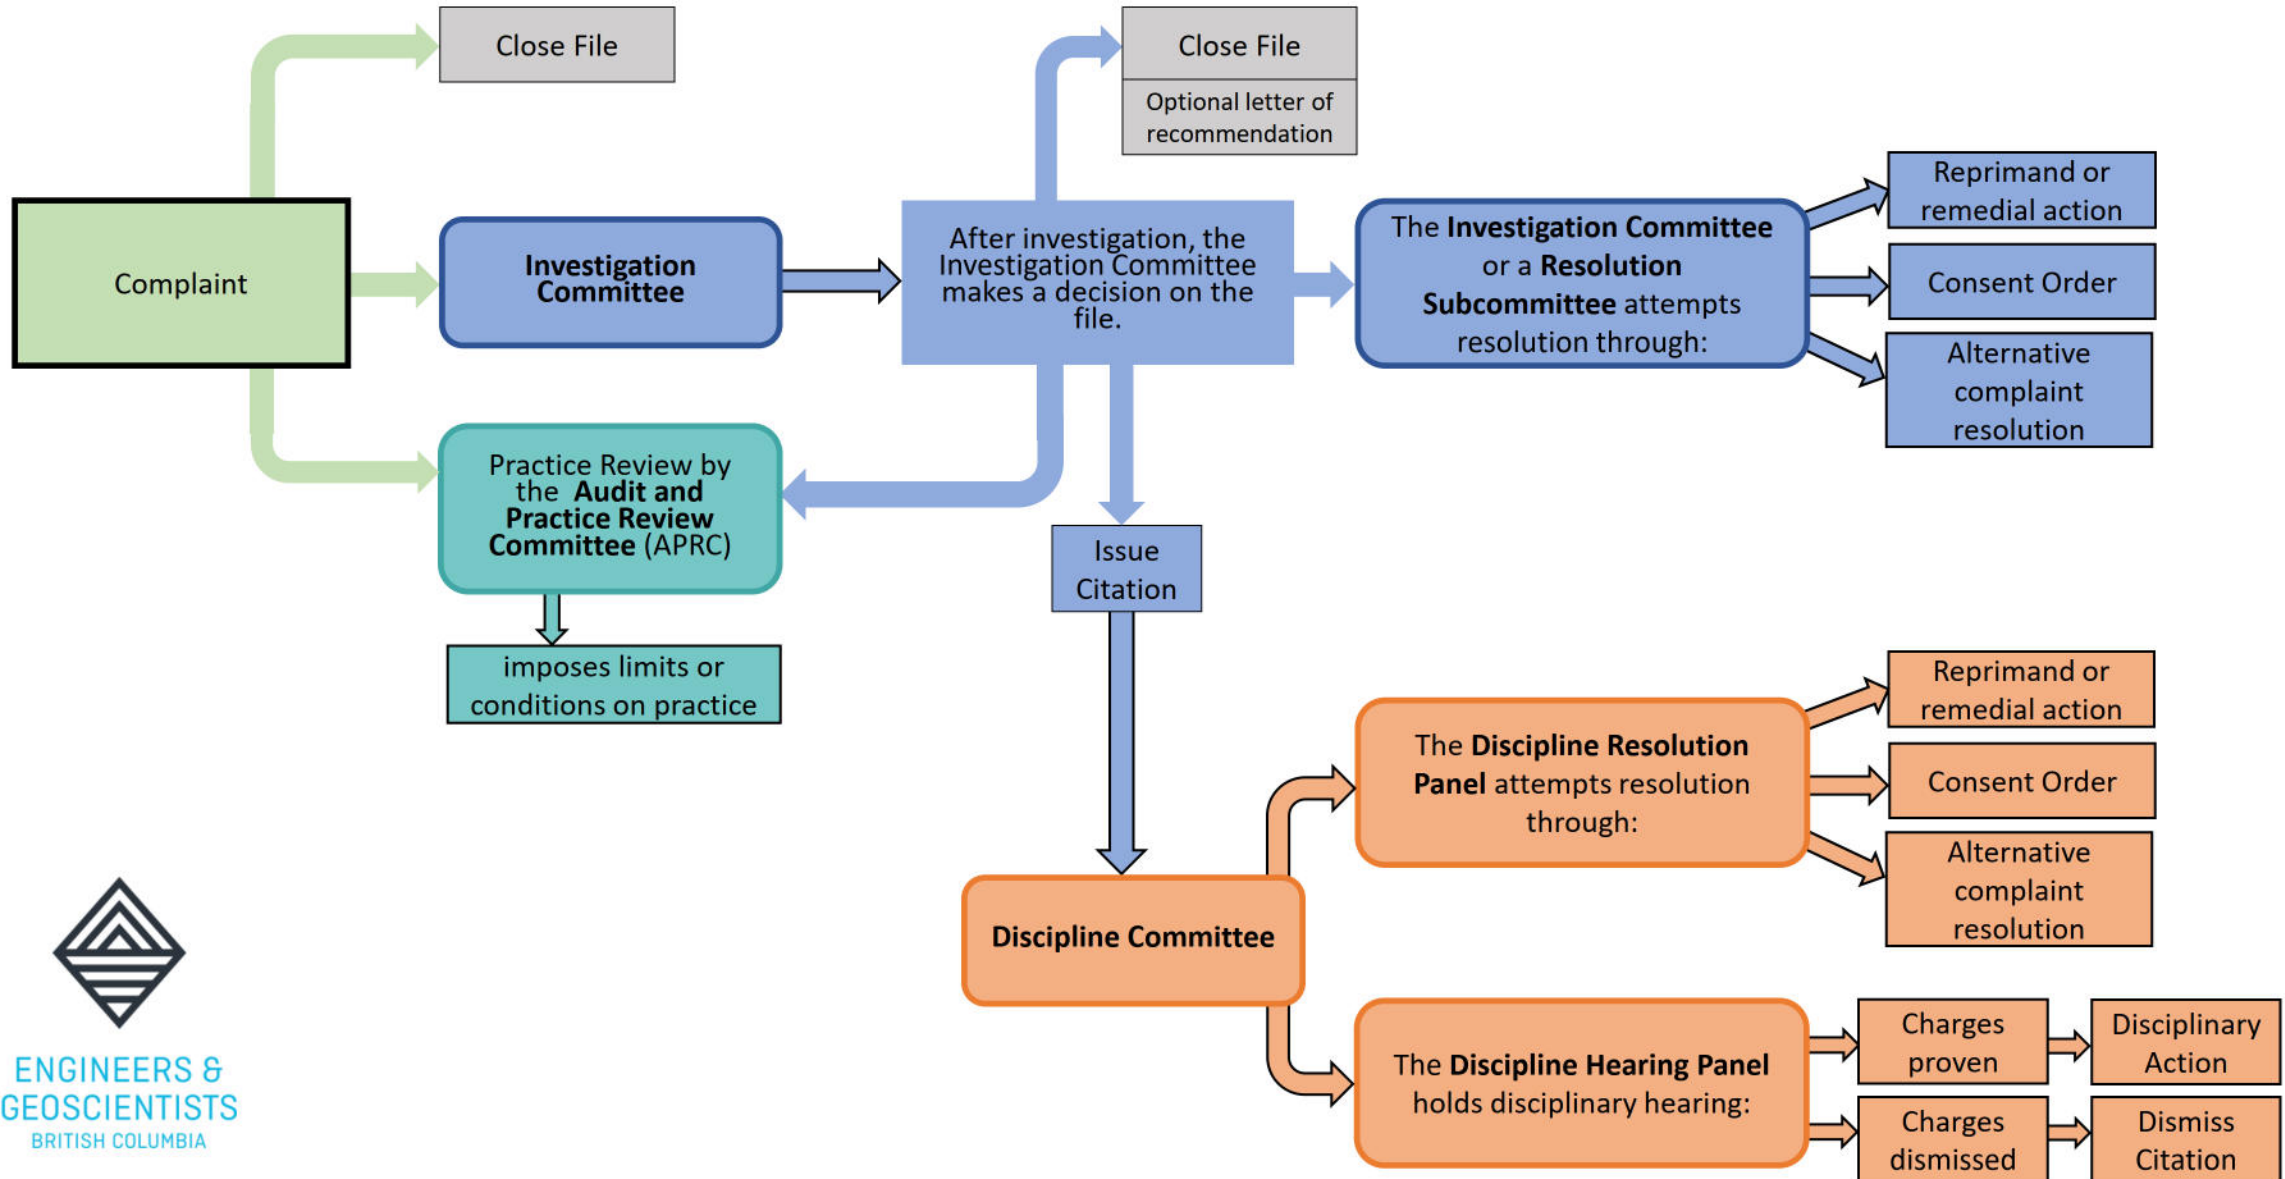 Close File
Close File
Optional letter of
recommendation
Complaint
Investigation
Committee
After investigation, the
Investigation Committee
makes a decision on the
file.
The Investigation Committee
or a Resolution
Subcommittee attempts
resolution through:
Reprimand or
remedial action
Consent Order
Alternative
complaint
resolution
Practice Review by
the Audit and
Practice Review
Committee (APRC)
imposes limits or
conditions on practice
Issue
Citation
Discipline Committee
The Discipline Resolution
Panel attempts resolution
through:
Reprimand or
remedial action
Consent Order
Alternative
complaint
resolution
The Discipline Hearing Panel
holds disciplinary hearing:
Charges
proven
Disciplinary
Action
Charges
dismissed
Dismiss
Citation
ENGINEERS &
GEOSCIENTISTS
BRITISH COLUMBIA